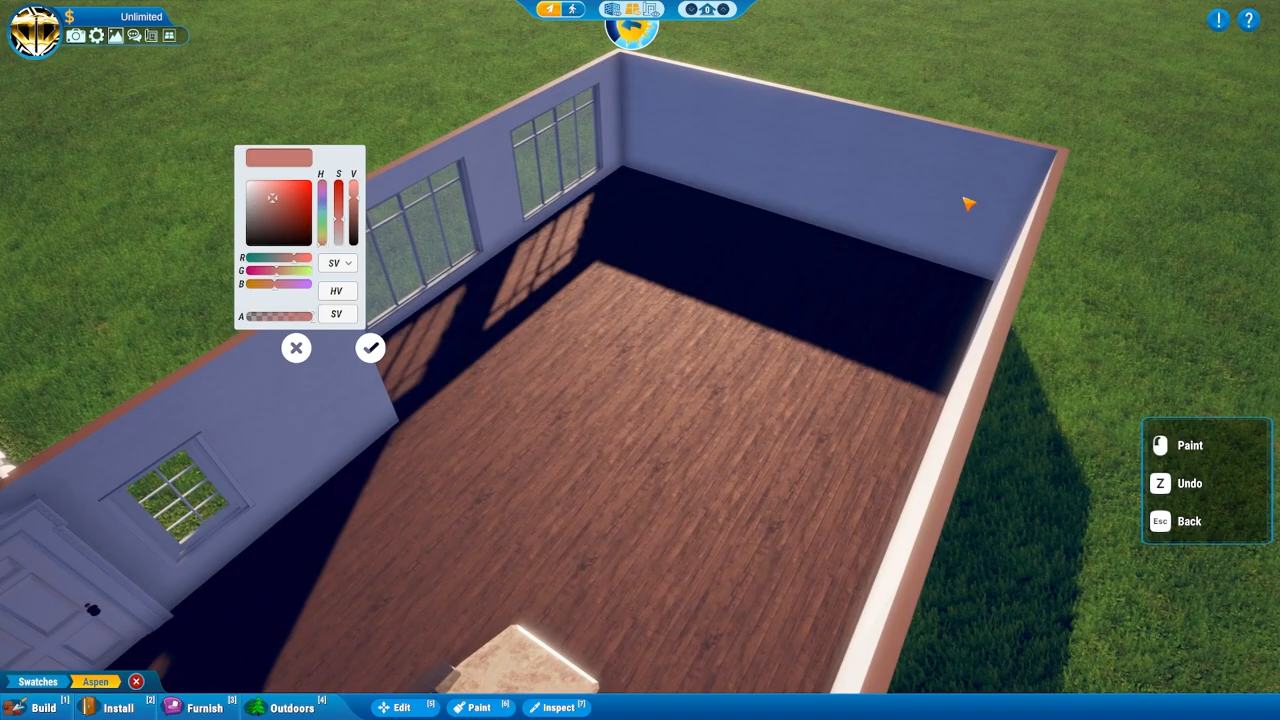 $ Unlimited
0
! ?
H S V
R
SV
G
B
HV
A
SV
Paint
Z Undo
Esc Back
Swatches Aspen
Build [1] Install [2] Furnish [3] Outdoors [4] Edit [5] Paint [6] Inspect [7]